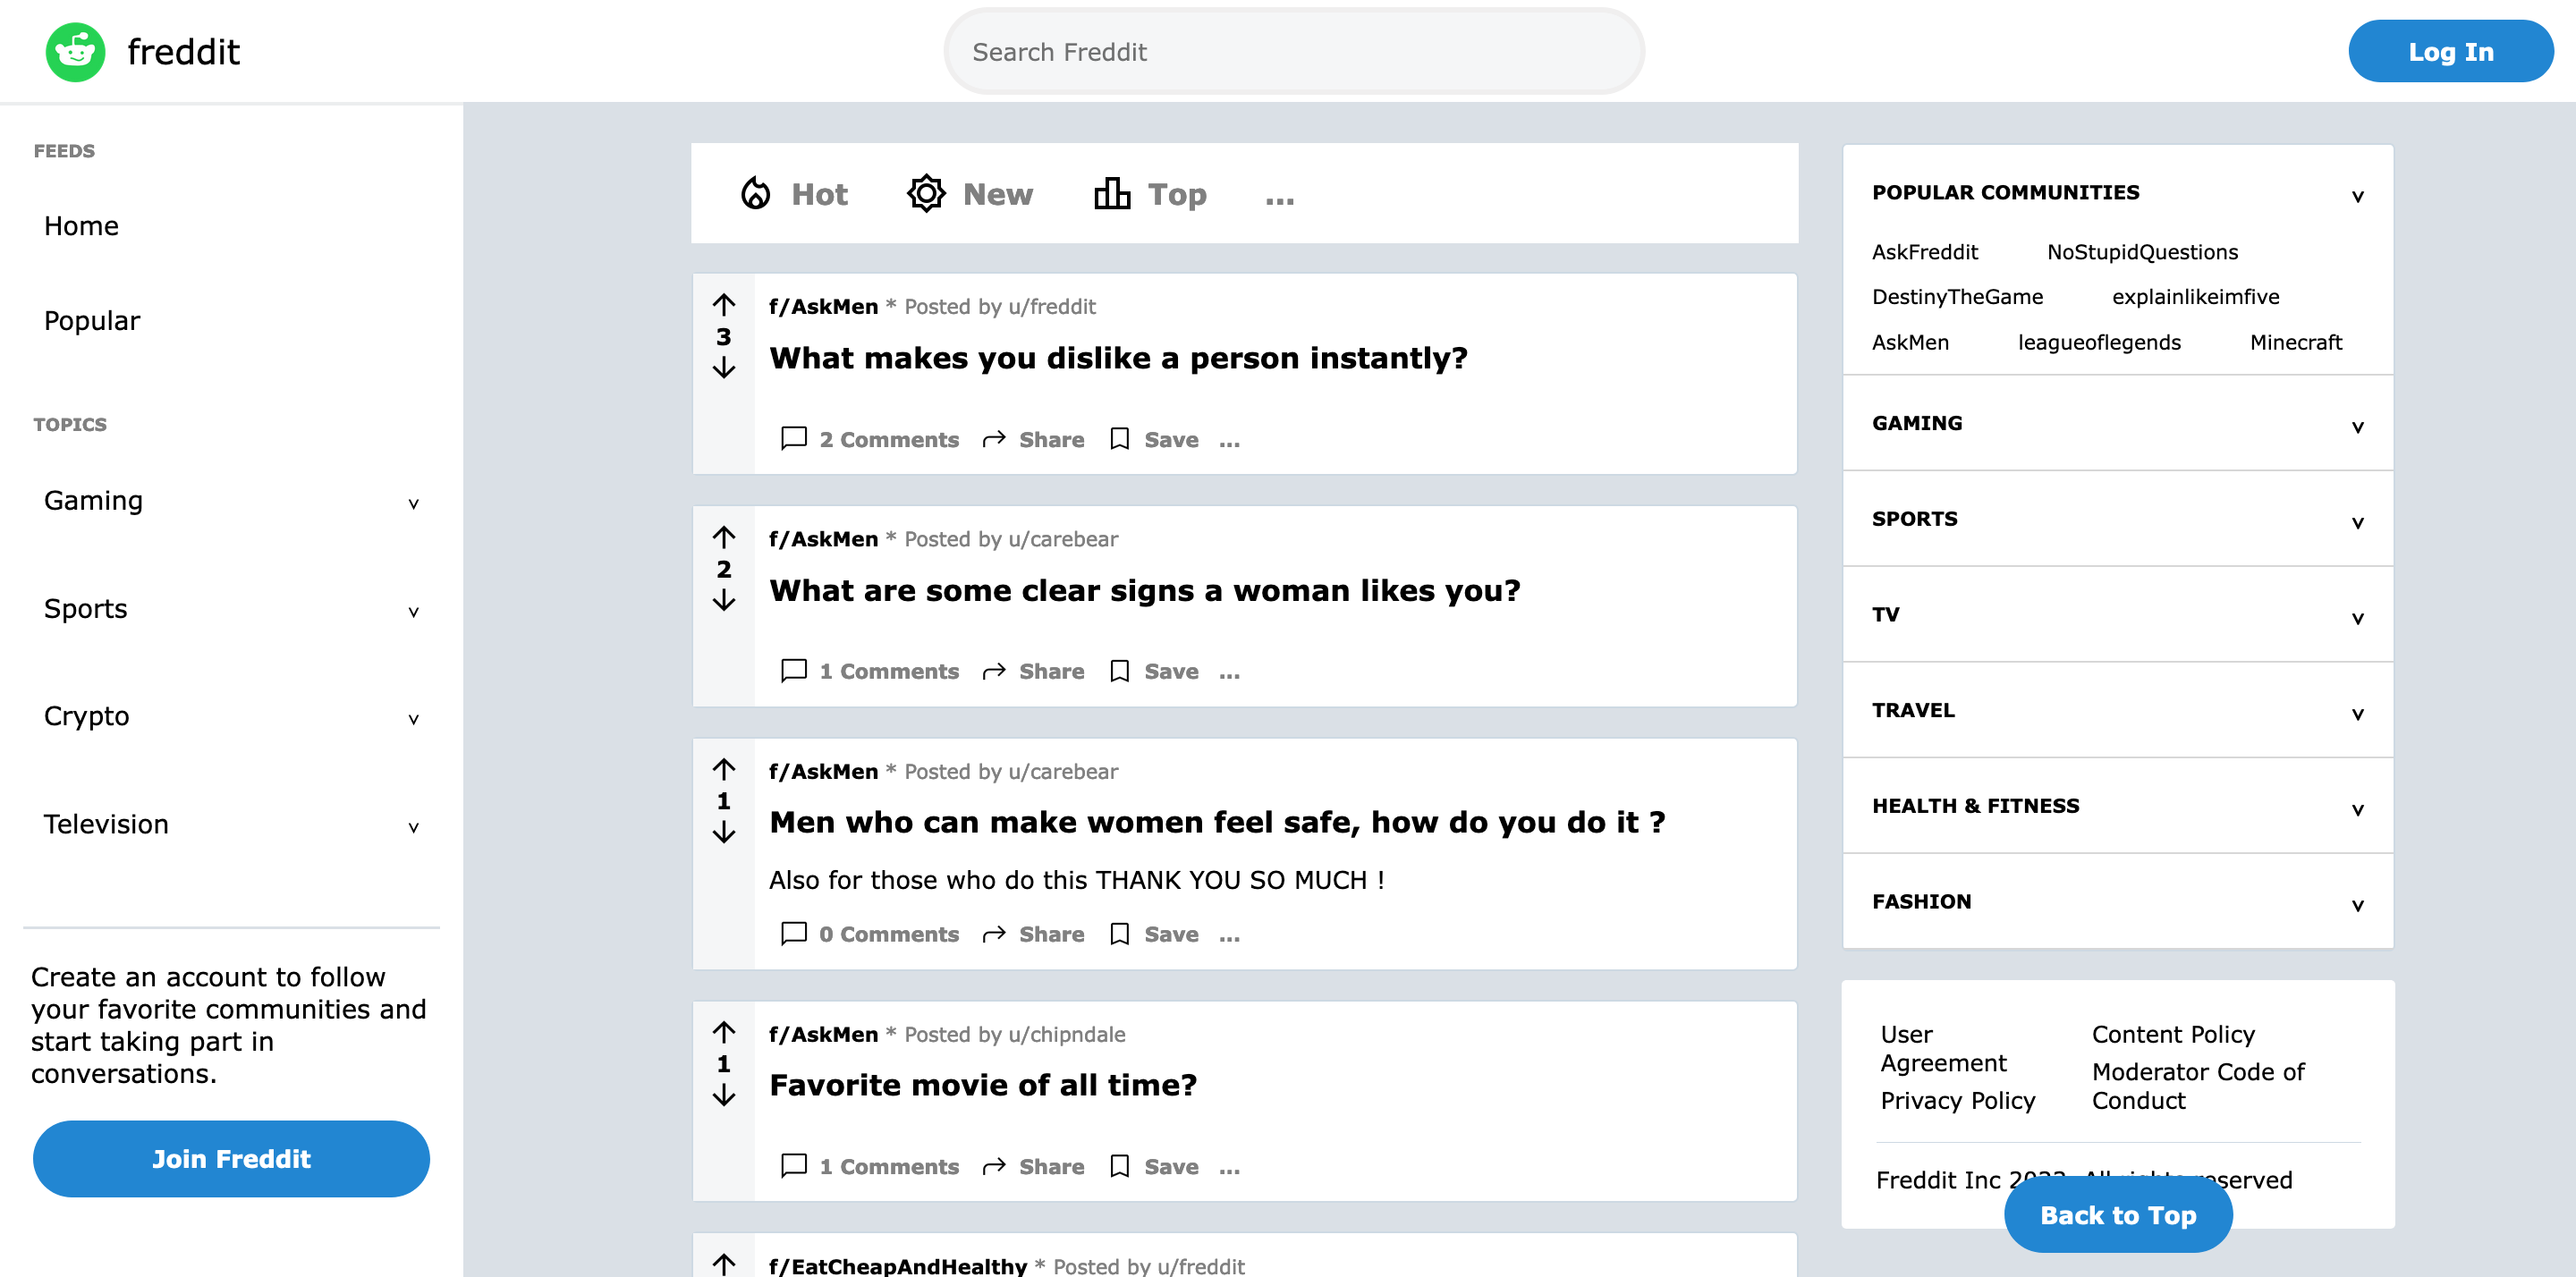 freddit
Search Freddit
Log In
FEEDS
Home
Popular
TOPICS
Gaming
Sports
Crypto
Television
Create an account to follow
your favorite communities and
start taking part in
conversations.
Join Freddit
Hot New Top ...
3
f/AskMen * Posted by u/freddit
What makes you dislike a person instantly?
2 Comments Share Save ...
2
f/AskMen * Posted by u/carebear
What are some clear signs a woman likes you?
1 Comments Share Save ...
1
f/AskMen * Posted by u/carebear
Men who can make women feel safe, how do you do it ?
Also for those who do this THANK YOU SO MUCH !
0 Comments Share Save ...
1
f/AskMen * Posted by u/chipndale
Favorite movie of all time?
1 Comments Share Save ...
f/EatCheapAndHealthy * Posted by u/freddit
POPULAR COMMUNITIES
AskFreddit NoStupidQuestions
DestinyTheGame explainlikeimfive
AskMen leagueoflegends Minecraft
GAMING
SPORTS
TV
TRAVEL
HEALTH & FITNESS
FASHION
User
Agreement
Privacy Policy
Content Policy
Moderator Code of
Conduct
Freddit Inc reserved
Back to Top